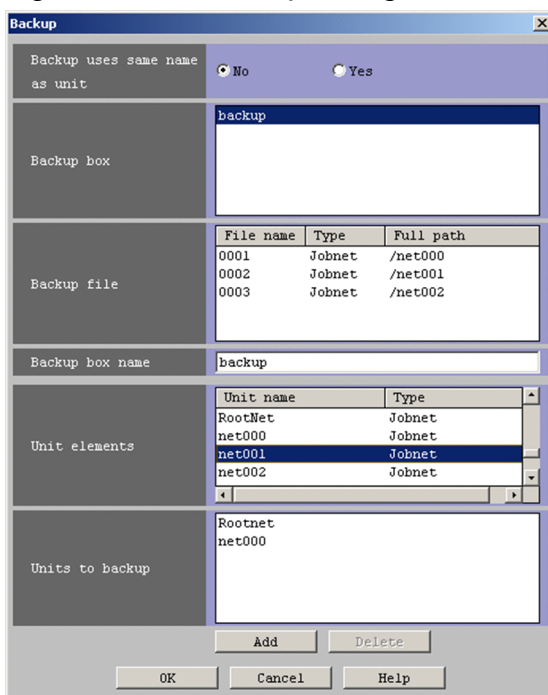 Backup
Backup uses same name as unit
No
Yes
Backup box
backup
Backup file
File name Type Full path
0001 Jobnet /net000
0002 Jobnet /net001
0003 Jobnet /net002
Backup box name
backup
Unit elements
Unit name Type
RootNet Jobnet
net000 Jobnet
net001 Jobnet
net002 Jobnet
Units to backup
Rootnet
net000
Add Delete
OK Cancel Help